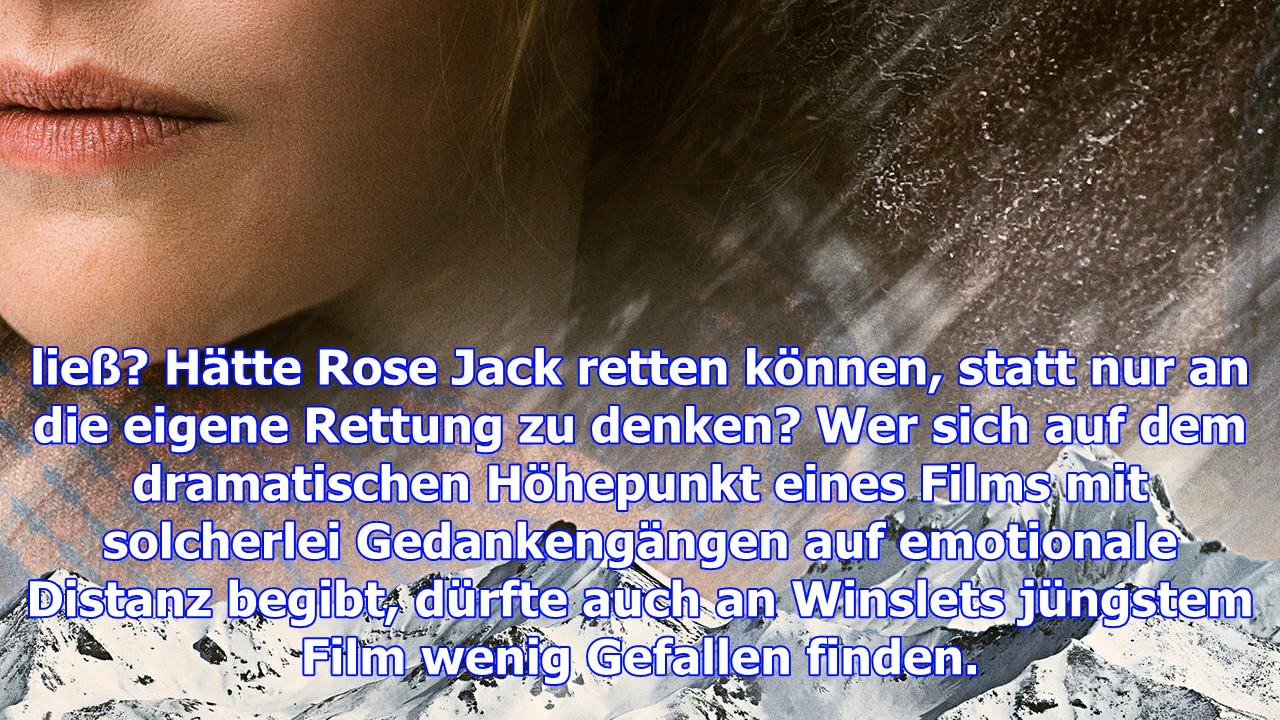 ließ? Hätte Rose Jack retten können, statt nur an
die eigene Rettung zu denken? Wer sich auf dem
dramatischen Höhepunkt eines Films mit
solcherlei Gedankengängen auf emotionale
Distanz begibt, dürfte auch an Winslets jüngstem
Film wenig Gefallen finden.